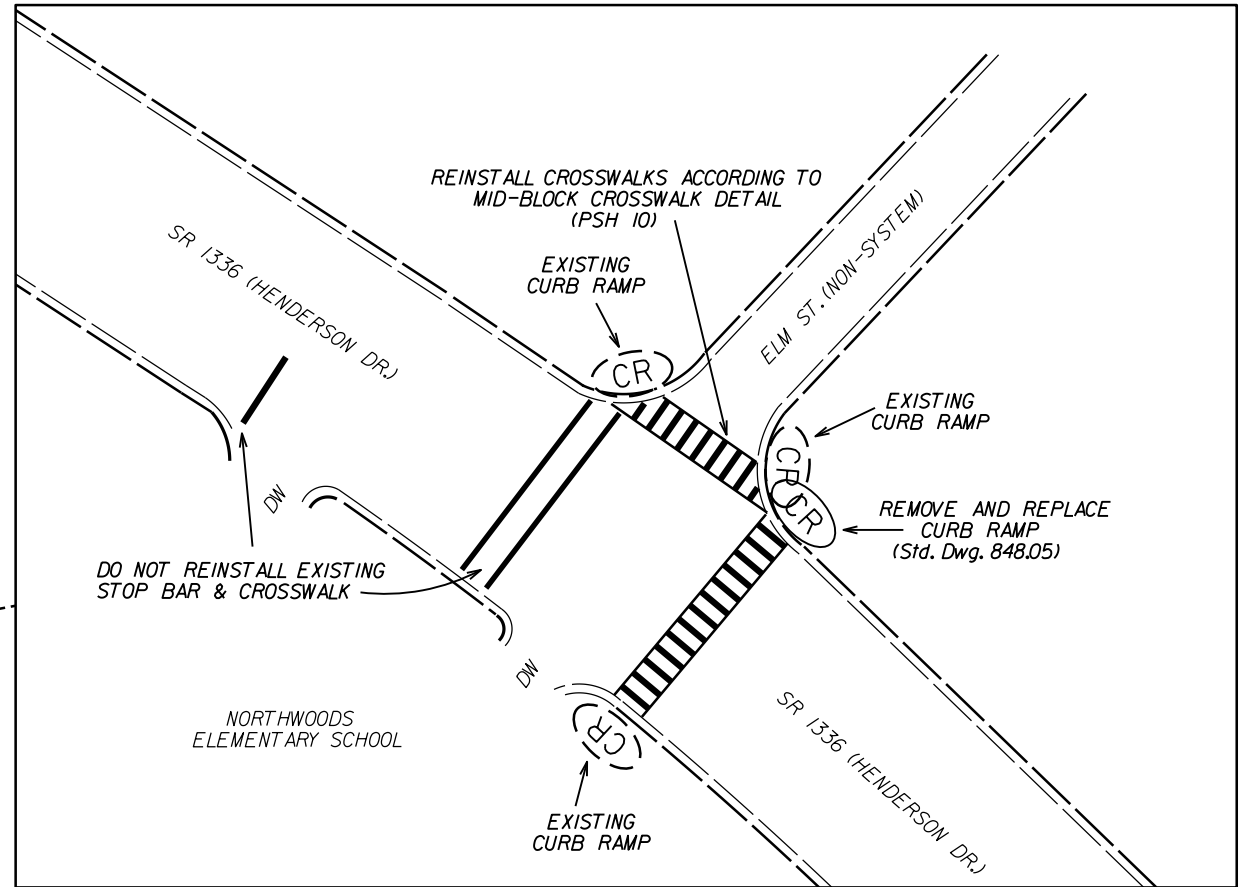 REINSTALL CROSSWALKS ACCORDING TO
MID-BLOCK CROSSWALK DETAIL
(PSH 10)
SR 1336 (HENDERSON DR.)
EXISTING
CURB RAMP
ELM ST. (NON-SYSTEM)
CR
EXISTING
CURB RAMP
CR
CR
REMOVE AND REPLACE
CURB RAMP
(Std. Dwg. 848.05)
DW
DO NOT REINSTALL EXISTING
STOP BAR & CROSSWALK
DW
NORTHWOODS
ELEMENTARY SCHOOL
CR
SR 1336 (HENDERSON DR.)
EXISTING
CURB RAMP